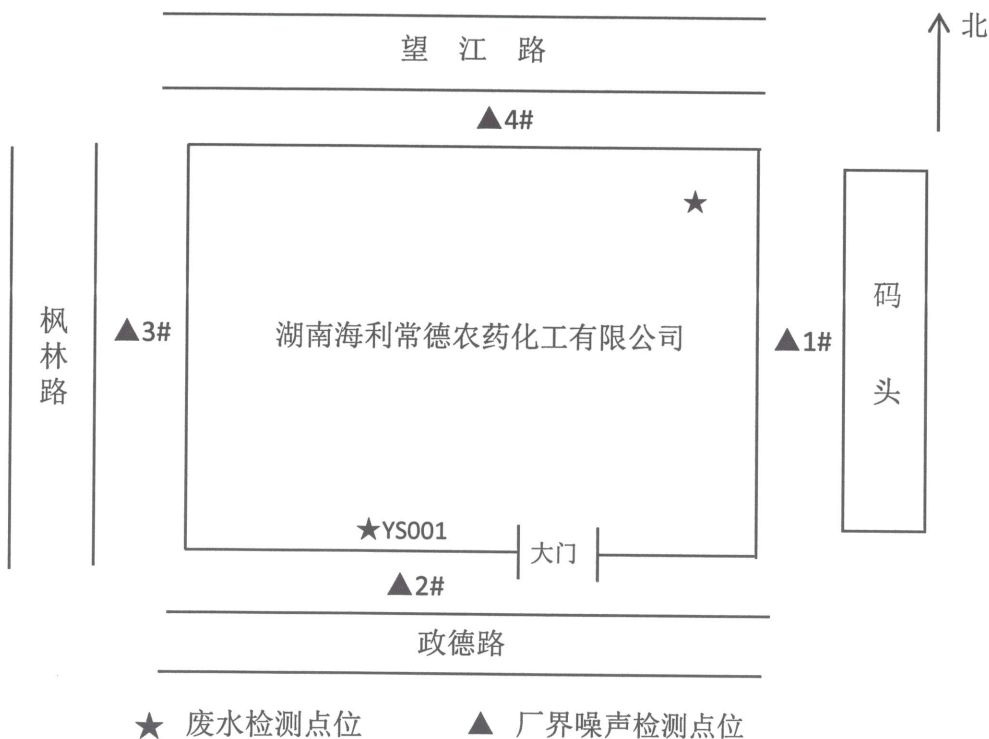 北
望江路
▲4#
★
枫林路
▲3#
湖南海利常德农药化工有限公司
▲1#
码头
★YS001
大门
▲2#
政德路
★ 废水检测点位 ▲ 厂界噪声检测点位